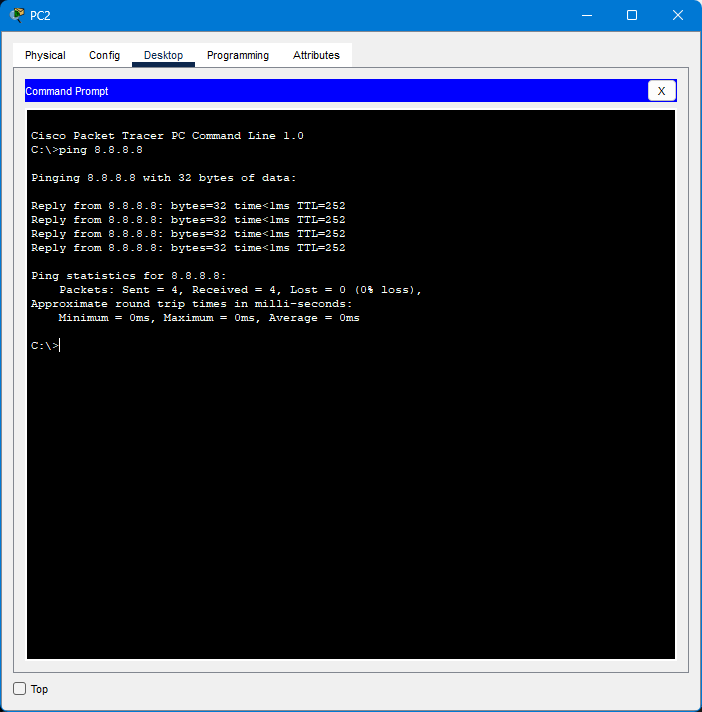 PC2
Physical Config Desktop Programming Attributes
Command Prompt
X
Cisco Packet Tracer PC Command Line 1.0
C:\>ping 8.8.8.8
Pinging 8.8.8.8 with 32 bytes of data:
Reply from 8.8.8.8: bytes=32 time<1ms TTL=252
Reply from 8.8.8.8: bytes=32 time<1ms TTL=252
Reply from 8.8.8.8: bytes=32 time<1ms TTL=252
Reply from 8.8.8.8: bytes=32 time<1ms TTL=252
Ping statistics for 8.8.8.8:
Packets: Sent = 4, Received = 4, Lost = 0 (0% loss),
Approximate round trip times in milli-seconds:
Minimum = 0ms, Maximum = 0ms, Average = 0ms
C:\>
Top